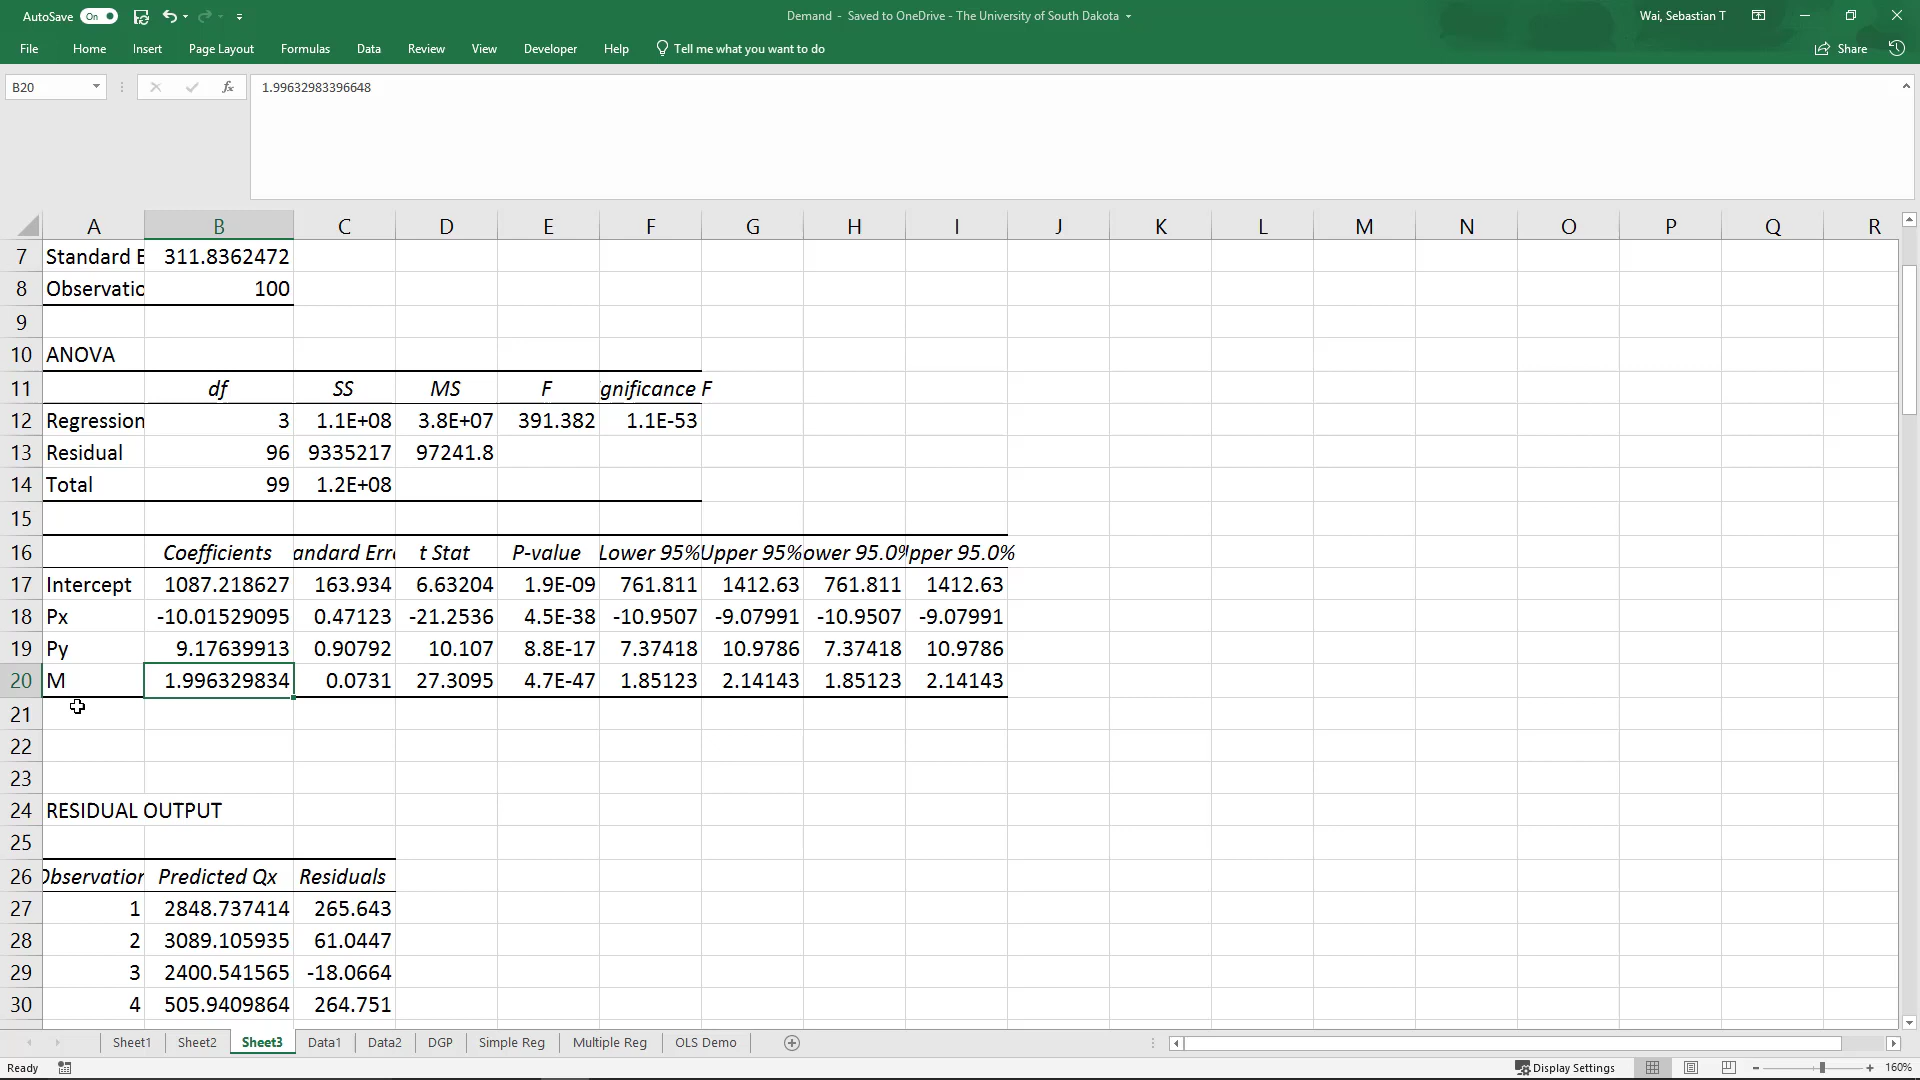 AutoSave On Demand - Saved to OneDrive - The University of South Dakota Wai, Sebastian T
File Home Insert Page Layout Formulas Data Review View Developer Help Tell me what you want to do Share
B20 fx 1.99632983396648
A B C D E F G H I J K L M N O P Q R
7 Standard E 311.8362472
8 Observatio 100
9
10 ANOVA
11 df SS MS F gnificance F
12 Regression 3 1.1E+08 3.8E+07 391.382 1.1E-53
13 Residual 96 9335217 97241.8
14 Total 99 1.2E+08
15
16 Coefficients andard Erro t Stat P-value Lower 95% Upper 95% ower 95.0% pper 95.0%
17 Intercept 1087.218627 163.934 6.63204 1.9E-09 761.811 1412.63 761.811 1412.63
18 Px -10.01529095 0.47123 -21.2536 4.5E-38 -10.9507 -9.07991 -10.9507 -9.07991
19 Py 9.17639913 0.90792 10.107 8.8E-17 7.37418 10.9786 7.37418 10.9786
20 M 1.996329834 0.0731 27.3095 4.7E-47 1.85123 2.14143 1.85123 2.14143
21
22
23
24 RESIDUAL OUTPUT
25
26 Observation Predicted Qx Residuals
27 1 2848.737414 265.643
28 2 3089.105935 61.0447
29 3 2400.541565 -18.0664
30 4 505.9409864 264.751
Sheet1 Sheet2 Sheet3 Data1 Data2 DGP Simple Reg Multiple Reg OLS Demo
Ready Display Settings 160%